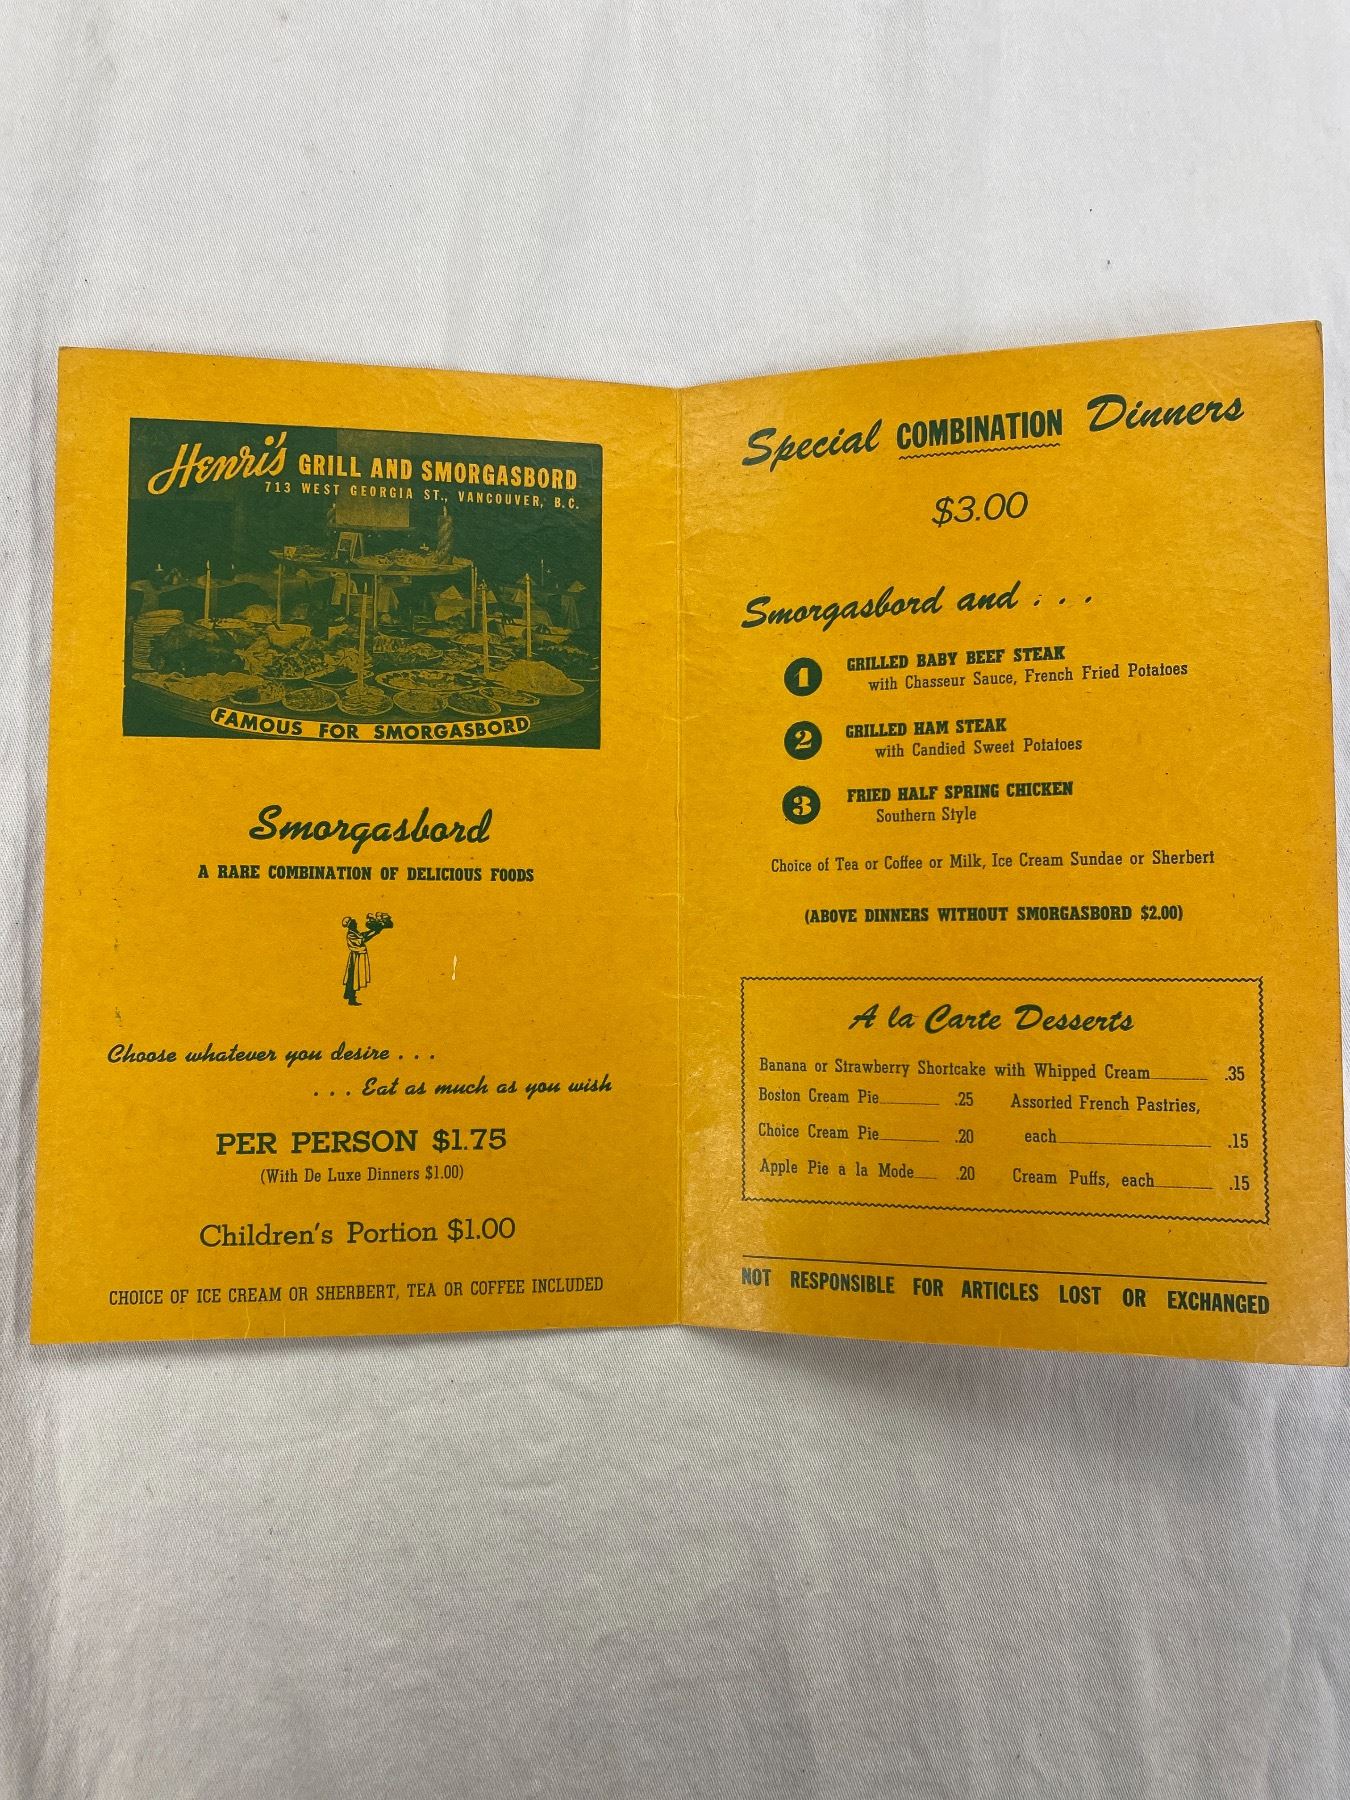 Henri's GRILL AND SMORGASBORD
713 WEST GEORGIA ST., VANCOUVER, B.C.
FAMOUS FOR SMORGASBORD
Smorgasbord
A RARE COMBINATION OF DELICIOUS FOODS
Choose whatever you desire . . .
. . . Eat as much as you wish
PER PERSON $1.75
(With De Luxe Dinners $1.00)
Children's Portion $1.00
CHOICE OF ICE CREAM OR SHERBERT, TEA OR COFFEE INCLUDED
Special COMBINATION Dinners
$3.00
Smorgasbord and . . .
1 GRILLED BABY BEEF STEAK
with Chasseur Sauce, French Fried Potatoes
2 GRILLED HAM STEAK
with Candied Sweet Potatoes
3 FRIED HALF SPRING CHICKEN
Southern Style
Choice of Tea or Coffee or Milk, Ice Cream Sundae or Sherbert
(ABOVE DINNERS WITHOUT SMORGASBORD $2.00)
A la Carte Desserts
Banana or Strawberry Shortcake with Whipped Cream .35
Boston Cream Pie .25 Assorted French Pastries,
Choice Cream Pie .20 each .15
Apple Pie a la Mode .20 Cream Puffs, each .15
NOT RESPONSIBLE FOR ARTICLES LOST OR EXCHANGED